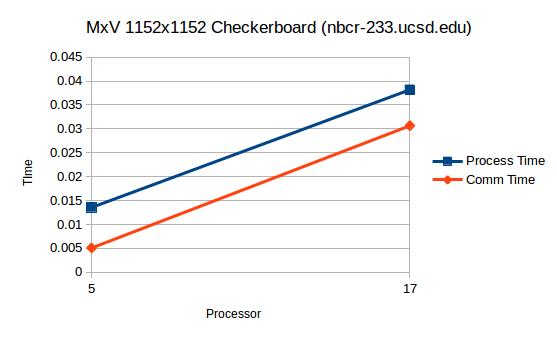 MxV 1152x1152 Checkerboard (nbcr-233.ucsd.edu)
0.045
0.04
0.035
0.03
0.025
0.02
0.015
0.01
0.005
0
Time
5
17
Processor
Process Time
Comm Time